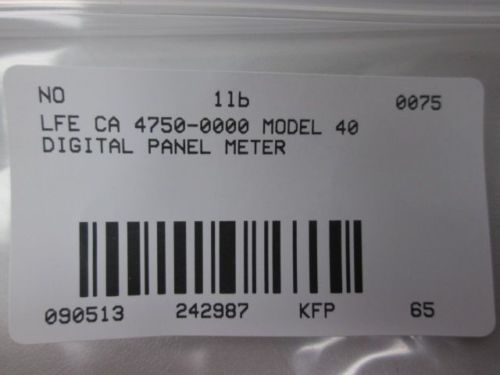 NO 1lb 0075
LFE CA 4750-0000 MODEL 40
DIGITAL PANEL METER
090513 242987 KFP 65